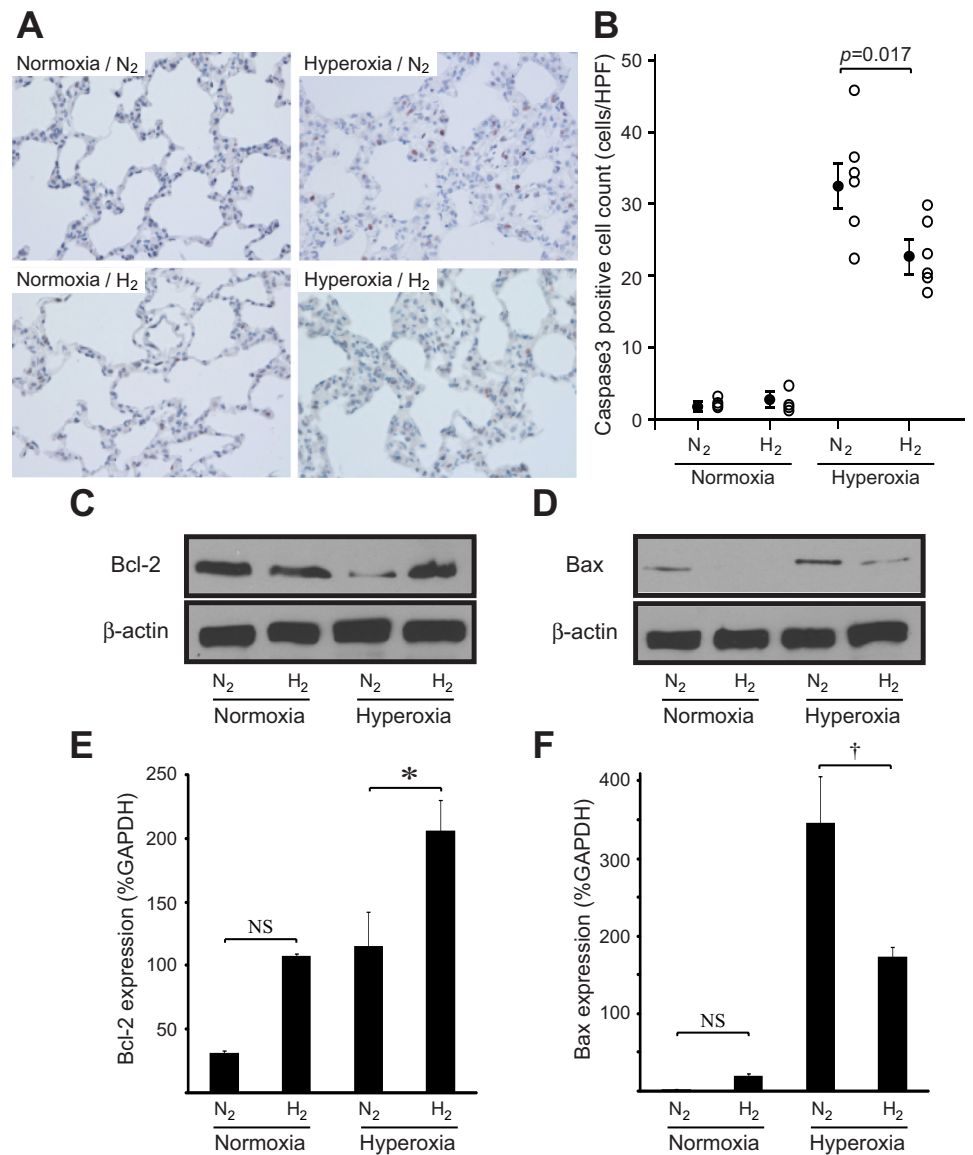 A
Normoxia / N2
Hyperoxia / N2
Normoxia / H2
Hyperoxia / H2
B
p=0.017
Caspase3 positive cell count (cells/HPF)
50
40
30
20
10
0
N2 H2 N2 H2
Normoxia Hyperoxia
C
Bcl-2
β-actin
N2 H2 N2 H2
Normoxia Hyperoxia
D
Bax
β-actin
N2 H2 N2 H2
Normoxia Hyperoxia
E
Bcl-2 expression (%GAPDH)
250
200
150
100
50
NS
*
N2 H2 N2 H2
Normoxia Hyperoxia
F
Bax expression (%GAPDH)
400
300
200
100
NS
†
N2 H2 N2 H2
Normoxia Hyperoxia